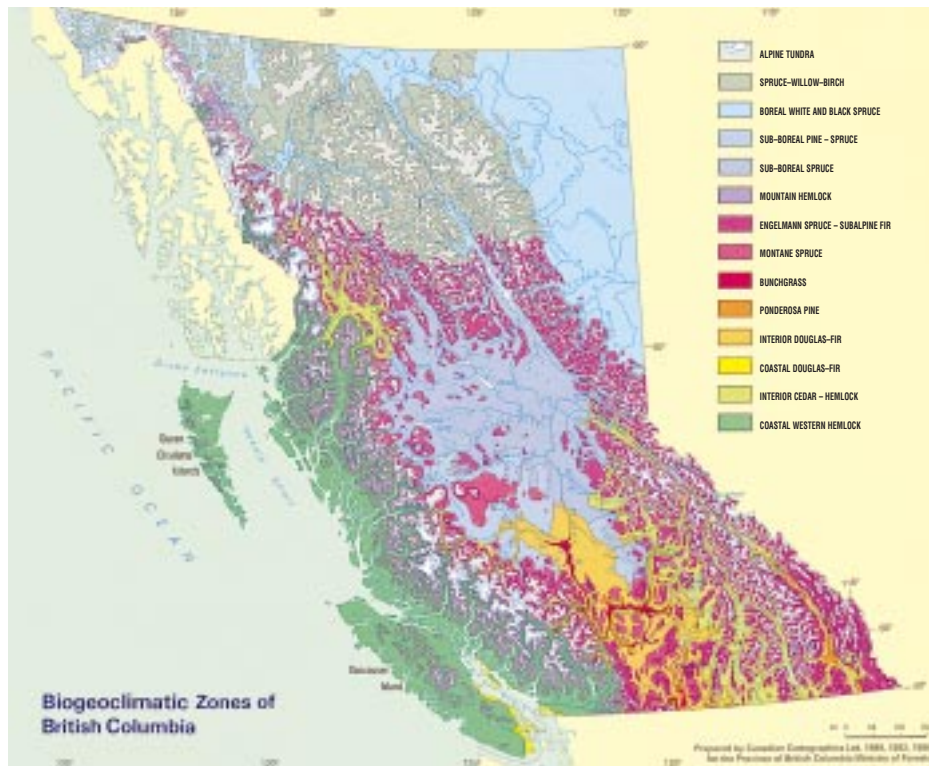 ALPINE TUNDRA
SPRUCE–WILLOW–BIRCH
BOREAL WHITE AND BLACK SPRUCE
SUB–BOREAL PINE – SPRUCE
SUB–BOREAL SPRUCE
MOUNTAIN HEMLOCK
ENGELMANN SPRUCE – SUBALPINE FIR
MONTANE SPRUCE
BUNCHGRASS
PONDEROSA PINE
INTERIOR DOUGLAS–FIR
COASTAL DOUGLAS–FIR
INTERIOR CEDAR – HEMLOCK
COASTAL WESTERN HEMLOCK
PACIFIC OCEAN
Queen
Charlotte
Islands
Vancouver
Island
Biogeoclimatic Zones of
British Columbia
Prepared by Canadian Cartographics Ltd.
for the Province of British Columbia Ministry of Forests